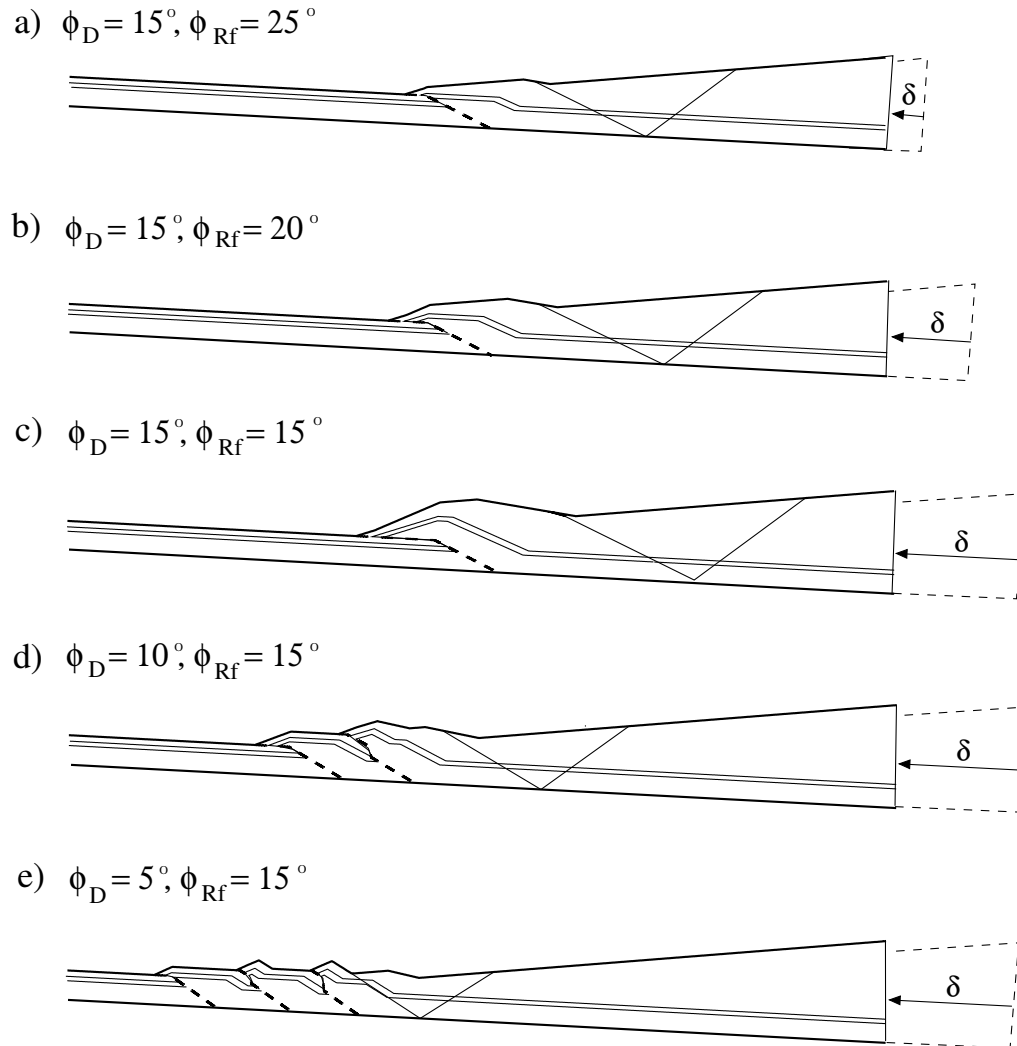 a) ϕD = 15°, ϕRf = 25°
δ
b) ϕD = 15°, ϕRf = 20°
δ
c) ϕD = 15°, ϕRf = 15°
δ
d) ϕD = 10°, ϕRf = 15°
δ
e) ϕD = 5°, ϕRf = 15°
δ